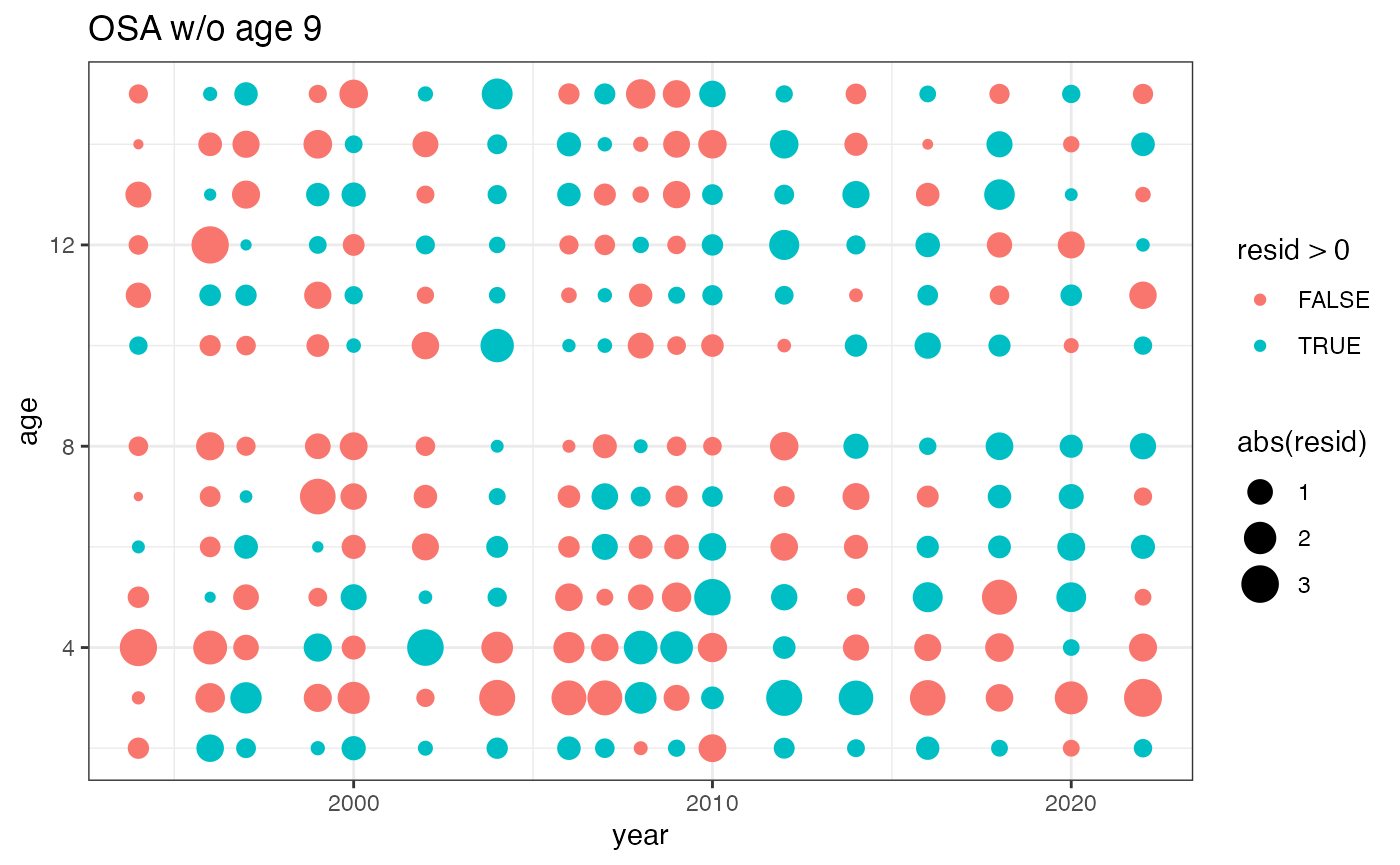 OSA w/o age 9
12
8
4
age
2000 2010 2020
year
resid > 0
FALSE
TRUE
abs(resid)
1
2
3